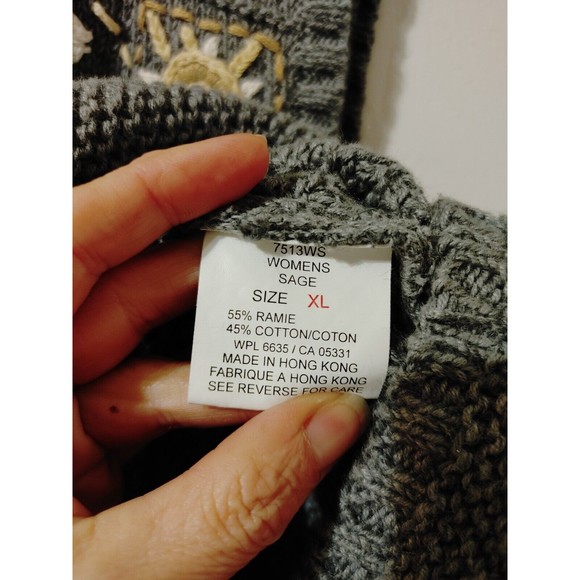 7513WS
WOMENS
SAGE
SIZE XL
55% RAMIE
45% COTTON/COTON
WPL 6635 / CA 05331
MADE IN HONG KONG
FABRIQUE A HONG KONG
SEE REVERSE FOR CARE